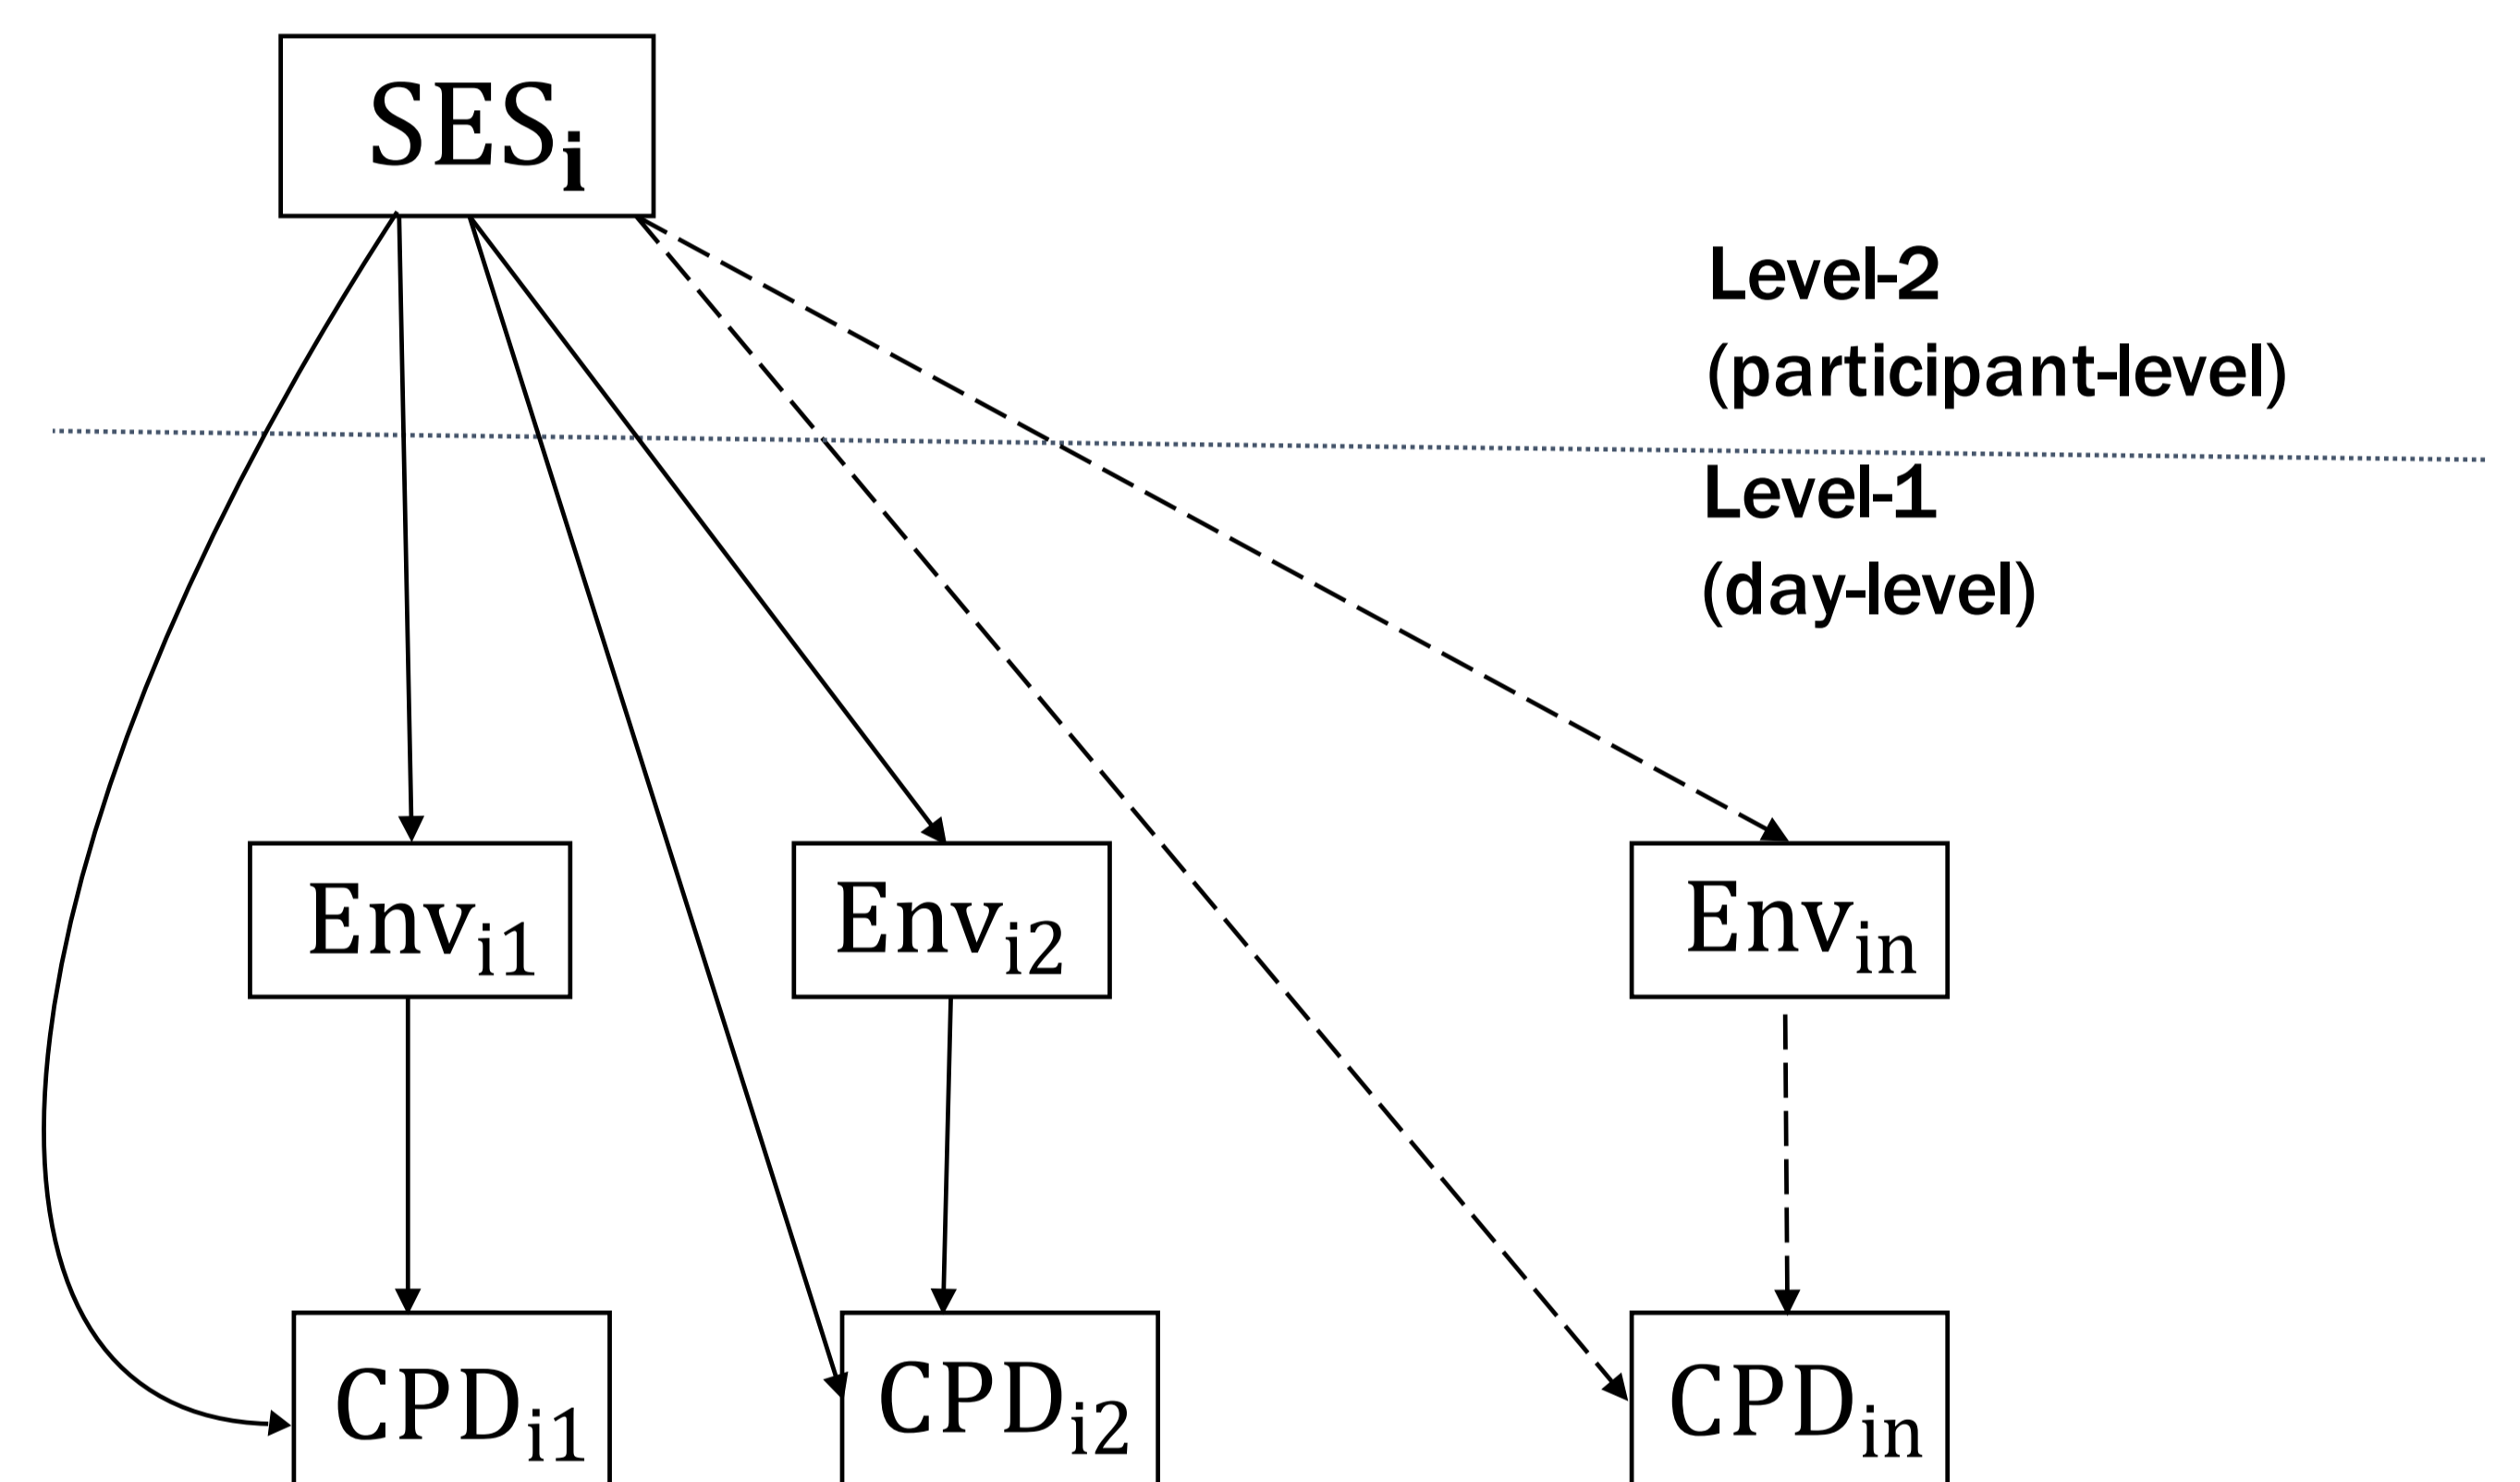 SESᵢ
Level-2
(participant-level)
Level-1
(day-level)
Envᵢ₁
Envᵢ₂
Envᵢₙ
CPDᵢ₁
CPDᵢ₂
CPDᵢₙ